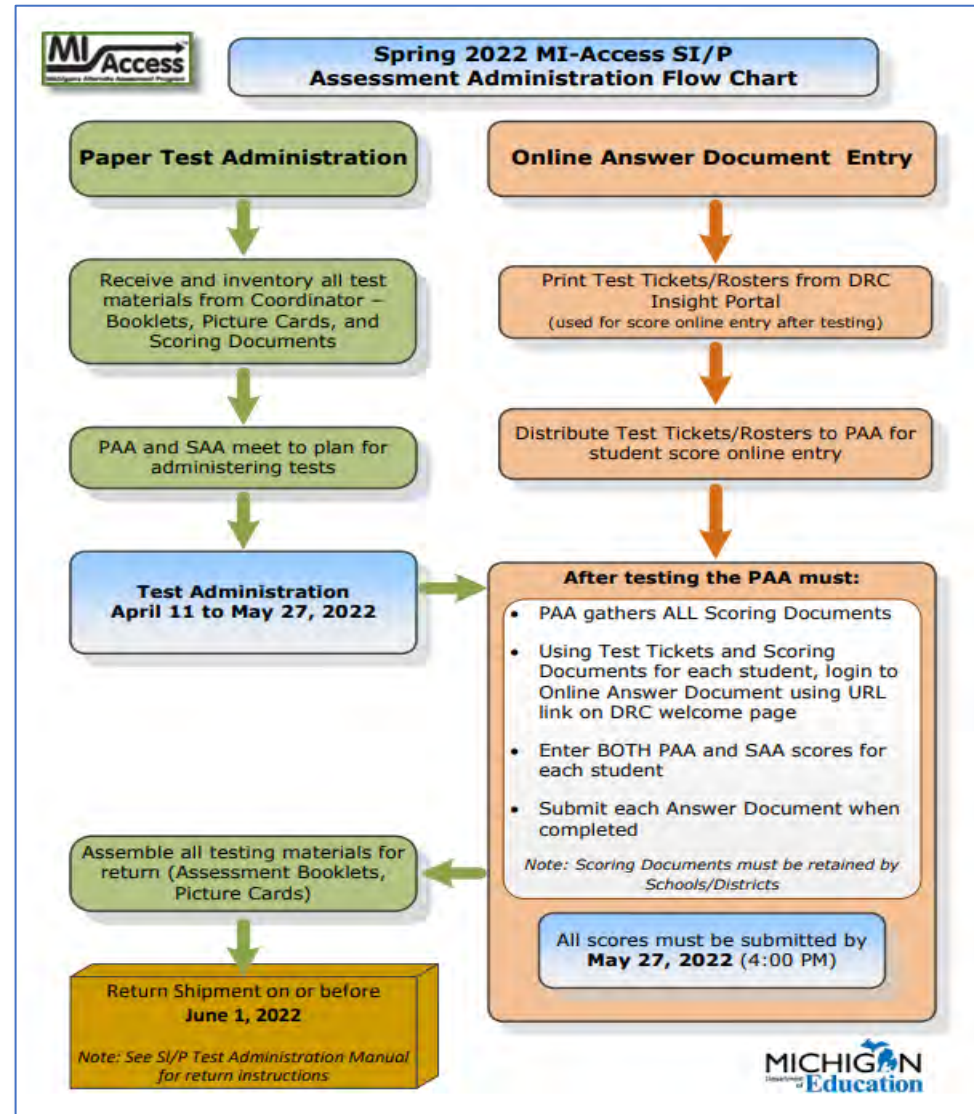 MI Access
Spring 2022 MI-Access SI/P
Assessment Administration Flow Chart
Paper Test Administration
Receive and inventory all test
materials from Coordinator –
Booklets, Picture Cards, and
Scoring Documents
PAA and SAA meet to plan for
administering tests
Test Administration
April 11 to May 27, 2022
Online Answer Document Entry
Print Test Tickets/Rosters from DRC
Insight Portal
(used for score online entry after testing)
Distribute Test Tickets/Rosters to PAA for
student score online entry
After testing the PAA must:
• PAA gathers ALL Scoring Documents
• Using Test Tickets and Scoring
Documents for each student, login to
Online Answer Document using URL
link on DRC welcome page
• Enter BOTH PAA and SAA scores for
each student
• Submit each Answer Document when
completed
Note: Scoring Documents must be retained by
Schools/Districts
All scores must be submitted by
May 27, 2022 (4:00 PM)
Assemble all testing materials for
return (Assessment Booklets,
Picture Cards)
Return Shipment on or before
June 1, 2022
Note: See SI/P Test Administration Manual
for return instructions
MICHIGAN
Department
of Education